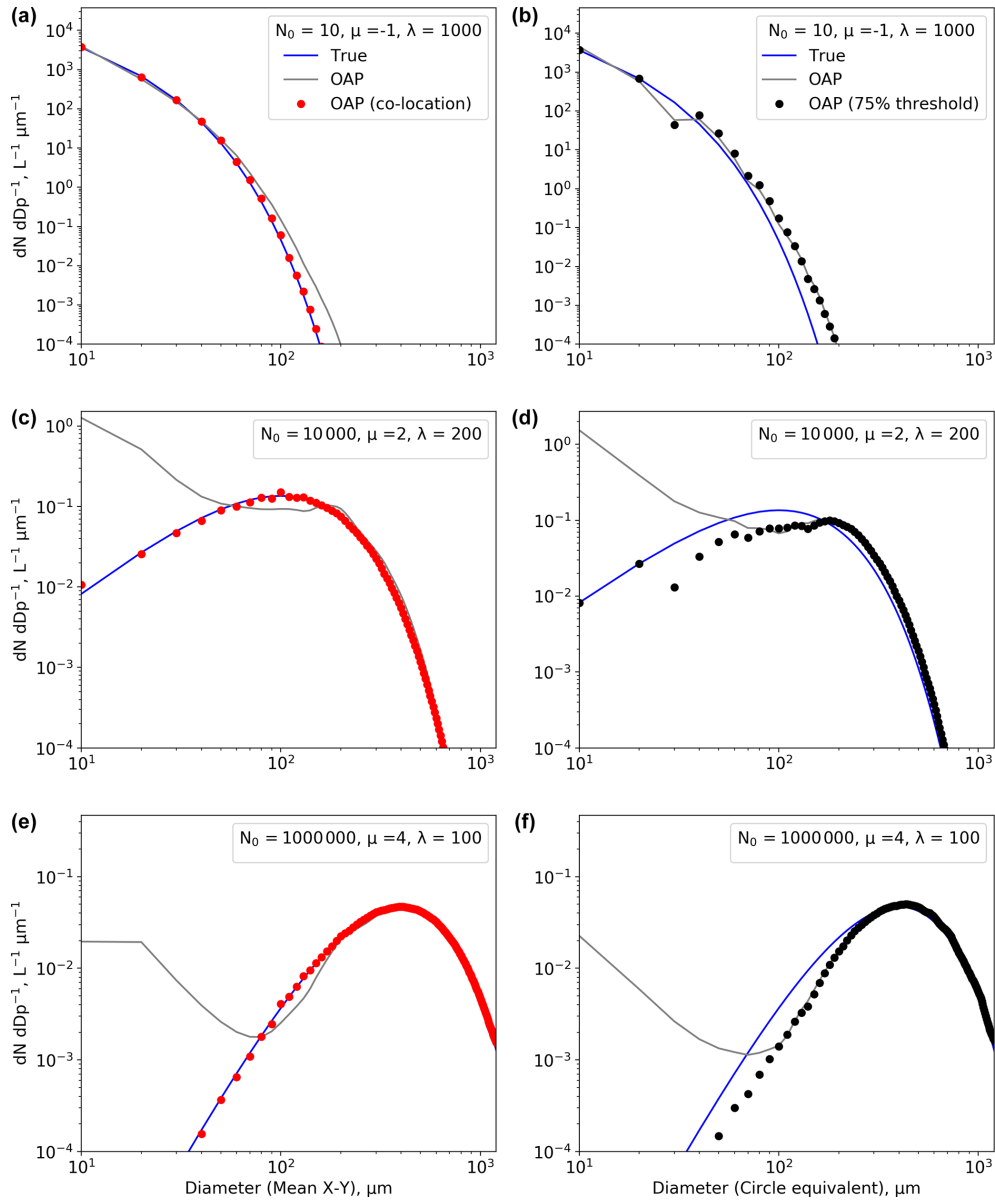 (a)
N₀ = 10, μ =-1, λ = 1000
True
OAP
OAP (co-location)
dN dDp⁻¹, L⁻¹ μm⁻¹
10⁴
10³
10²
10¹
10⁰
10⁻¹
10⁻²
10⁻³
10⁻⁴
10¹
10²
10³
(b)
N₀ = 10, μ =-1, λ = 1000
True
OAP
OAP (75% threshold)
10⁴
10³
10²
10¹
10⁰
10⁻¹
10⁻²
10⁻³
10⁻⁴
10¹
10²
10³
(c)
N₀ = 10 000, μ =2, λ = 200
dN dDp⁻¹, L⁻¹ μm⁻¹
10⁰
10⁻¹
10⁻²
10⁻³
10⁻⁴
10¹
10²
10³
(d)
N₀ = 10 000, μ =2, λ = 200
10⁰
10⁻¹
10⁻²
10⁻³
10⁻⁴
10¹
10²
10³
(e)
N₀ = 1000 000, μ =4, λ = 100
dN dDp⁻¹, L⁻¹ μm⁻¹
10⁻¹
10⁻²
10⁻³
10⁻⁴
10¹
10²
10³
Diameter (Mean X-Y), μm
(f)
N₀ = 1000 000, μ =4, λ = 100
10⁻¹
10⁻²
10⁻³
10⁻⁴
10¹
10²
10³
Diameter (Circle equivalent), μm